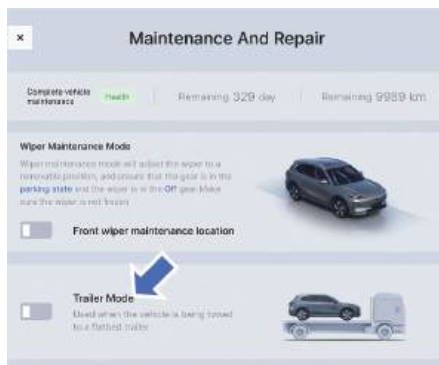 ×
Maintenance And Repair
Complete vehicle
maintenance
Health
Remaining 329 day
Remaining 9989 km
Wiper Maintenance Mode
Wiper maintenance mode will adjust the wiper to a
removable position, and ensure that the gear is in the
parking state and the wiper is in the Off gear. Make
sure the wiper is not frozen
Front wiper maintenance location
Trailer Mode
Used when the vehicle is being towed
to a flatbed trailer